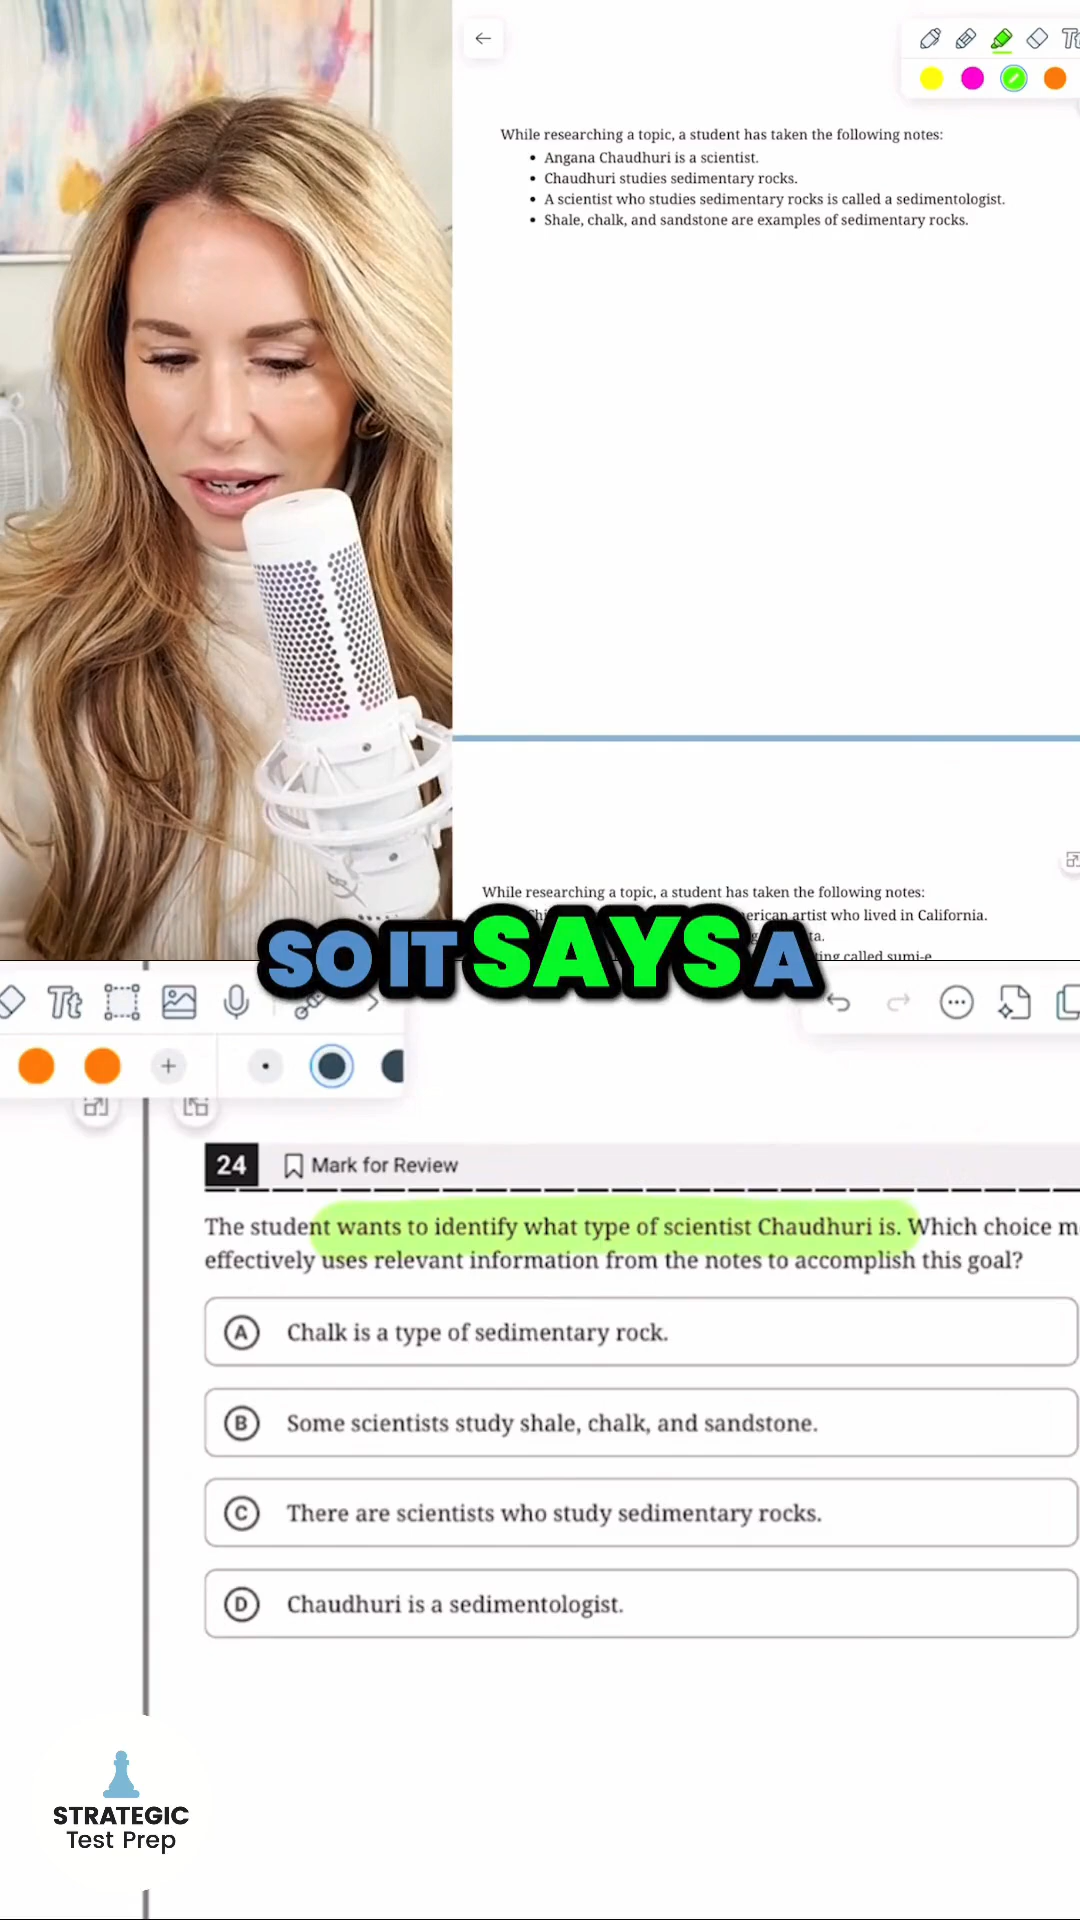 While researching a topic, a student has taken the following notes:
• Angana Chaudhuri is a scientist.
• Chaudhuri studies sedimentary rocks.
• A scientist who studies sedimentary rocks is called a sedimentologist.
• Shale, chalk, and sandstone are examples of sedimentary rocks.
While researching a topic, a student has taken the following notes:
artist who lived in California.
called sumi-e
SO IT SAYS A
Tt
24 Mark for Review
The student wants to identify what type of scientist Chaudhuri is. Which choice m
effectively uses relevant information from the notes to accomplish this goal?
A Chalk is a type of sedimentary rock.
B Some scientists study shale, chalk, and sandstone.
C There are scientists who study sedimentary rocks.
D Chaudhuri is a sedimentologist.
STRATEGIC
Test Prep